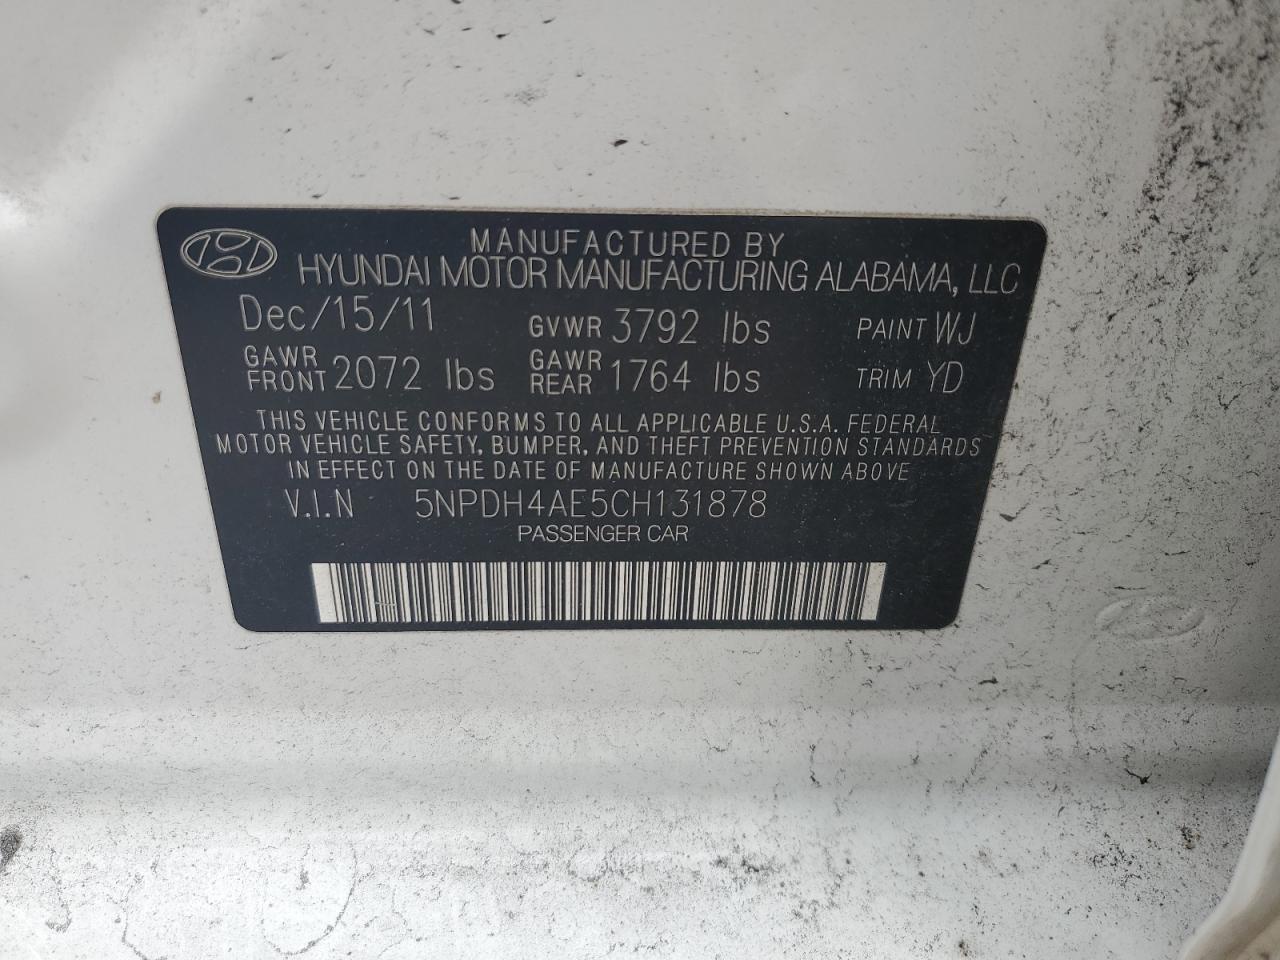 MANUFACTURED BY
HYUNDAI MOTOR MANUFACTURING ALABAMA, LLC
Dec/15/11 GVWR 3792 lbs PAINT WJ
GAWR FRONT 2072 lbs GAWR REAR 1764 lbs TRIM YD
THIS VEHICLE CONFORMS TO ALL APPLICABLE U.S.A. FEDERAL
MOTOR VEHICLE SAFETY, BUMPER, AND THEFT PREVENTION STANDARDS
IN EFFECT ON THE DATE OF MANUFACTURE SHOWN ABOVE
V.I.N 5NPDH4AE5CH131878
PASSENGER CAR